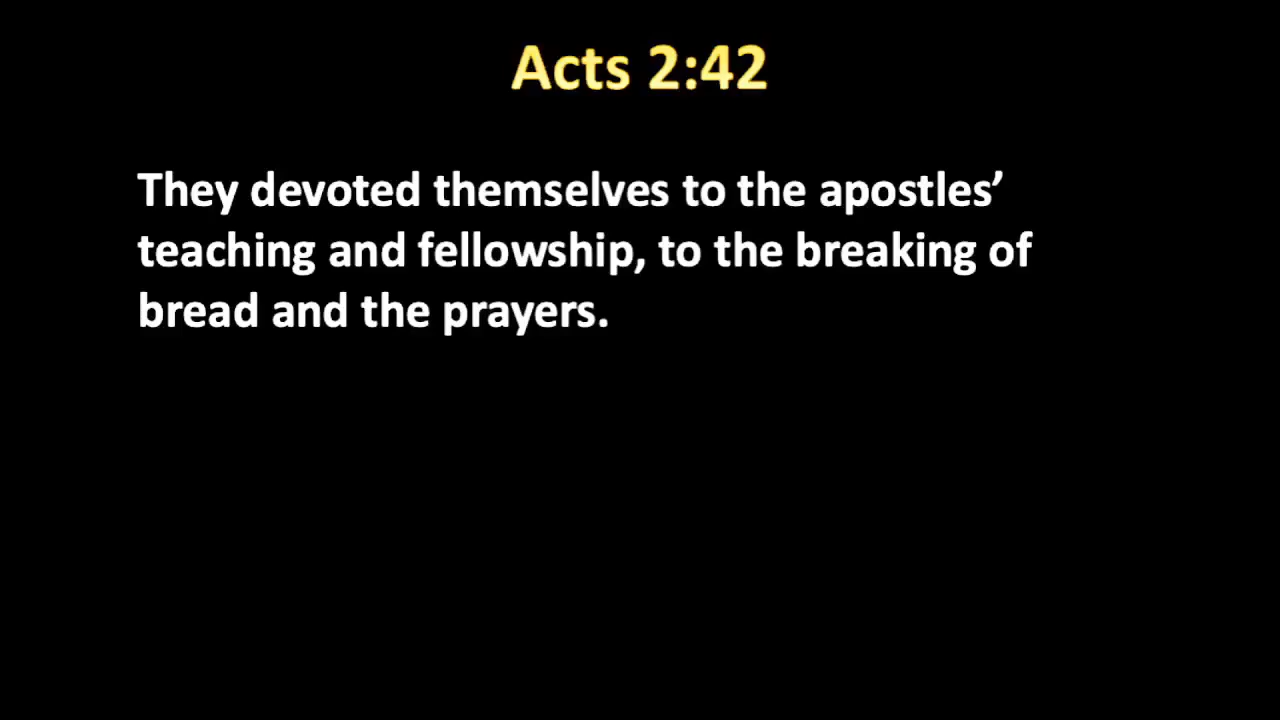 Acts 2:42
They devoted themselves to the apostles’
teaching and fellowship, to the breaking of
bread and the prayers.